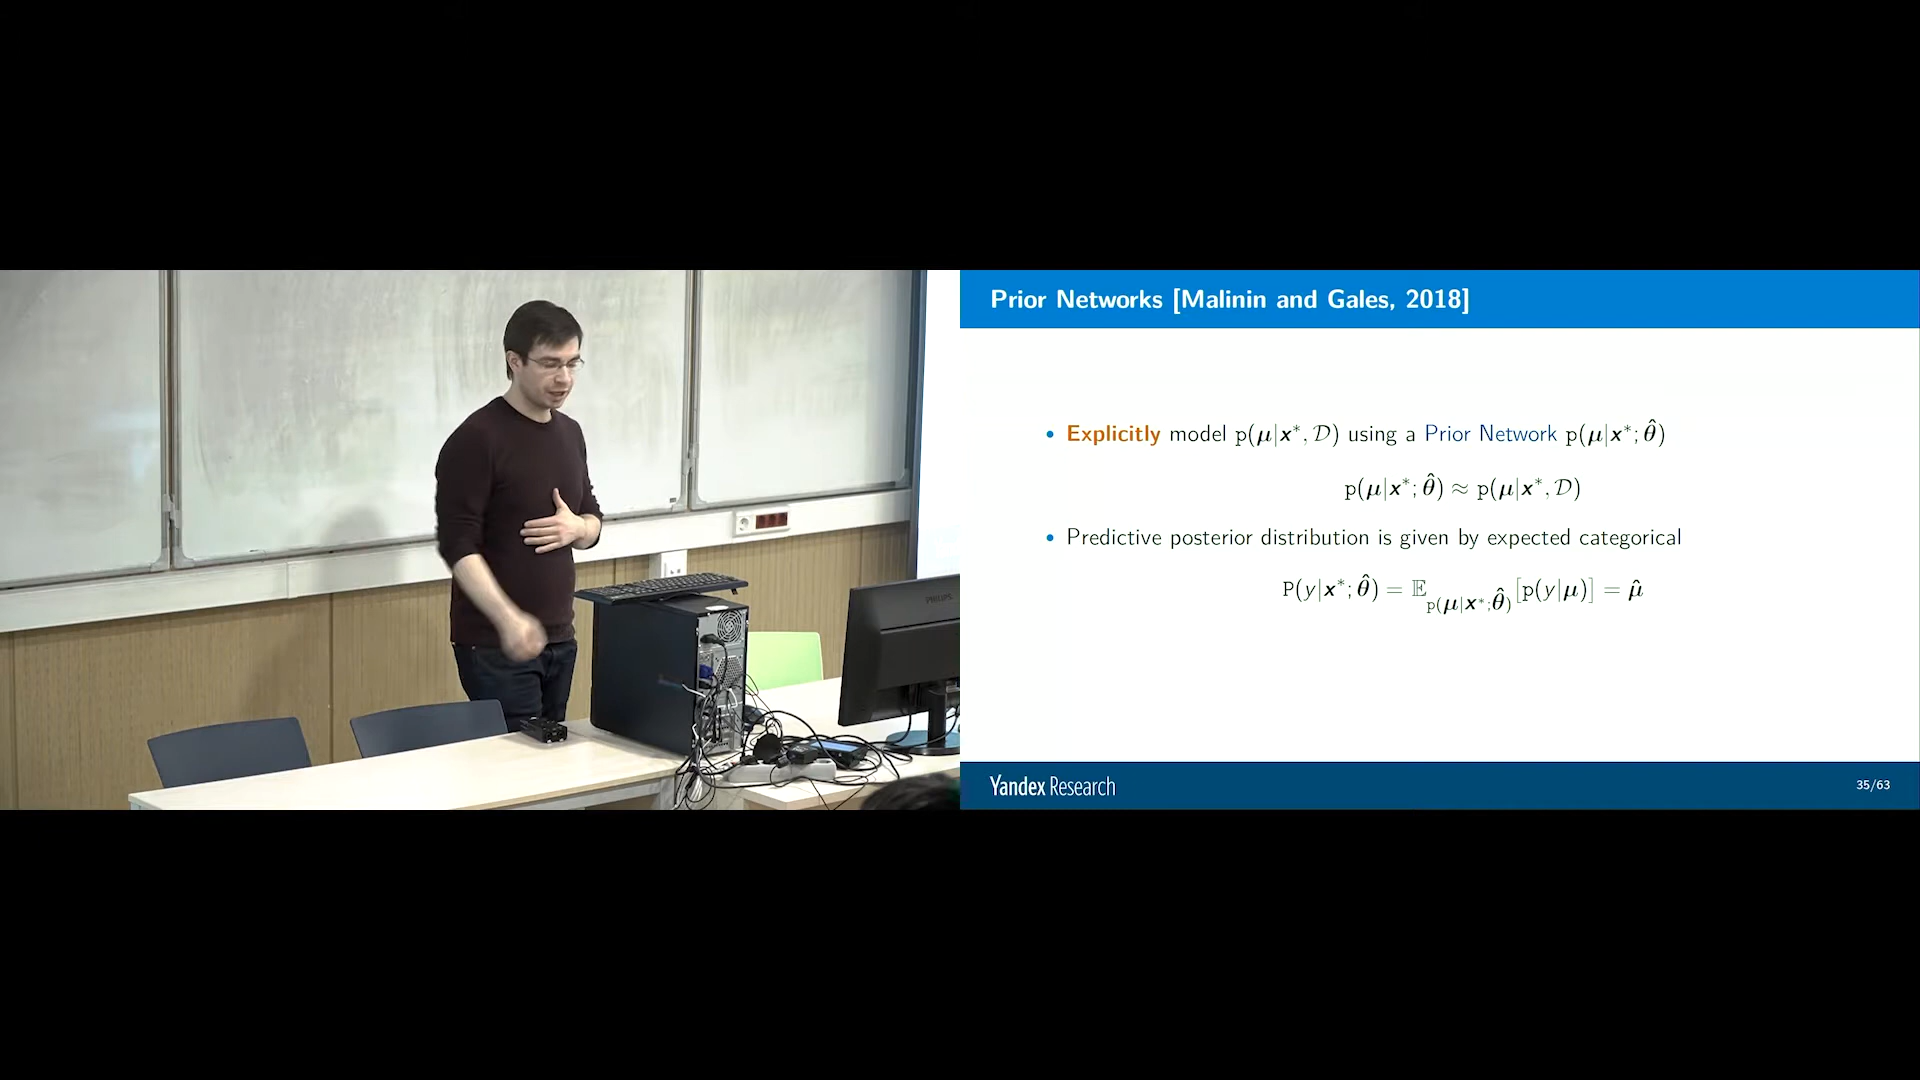 Prior Networks [Malinin and Gales, 2018]
• Explicitly model p(μ|x*, 𝒟) using a Prior Network p(μ|x*; θ̂)
p(μ|x*; θ̂) ≈ p(μ|x*, 𝒟)
• Predictive posterior distribution is given by expected categorical
P(y|x*; θ̂) = 𝔼_{p(μ|x*;θ̂)}[p(y|μ)] = μ̂
Yandex Research
35/63
PHILIPS